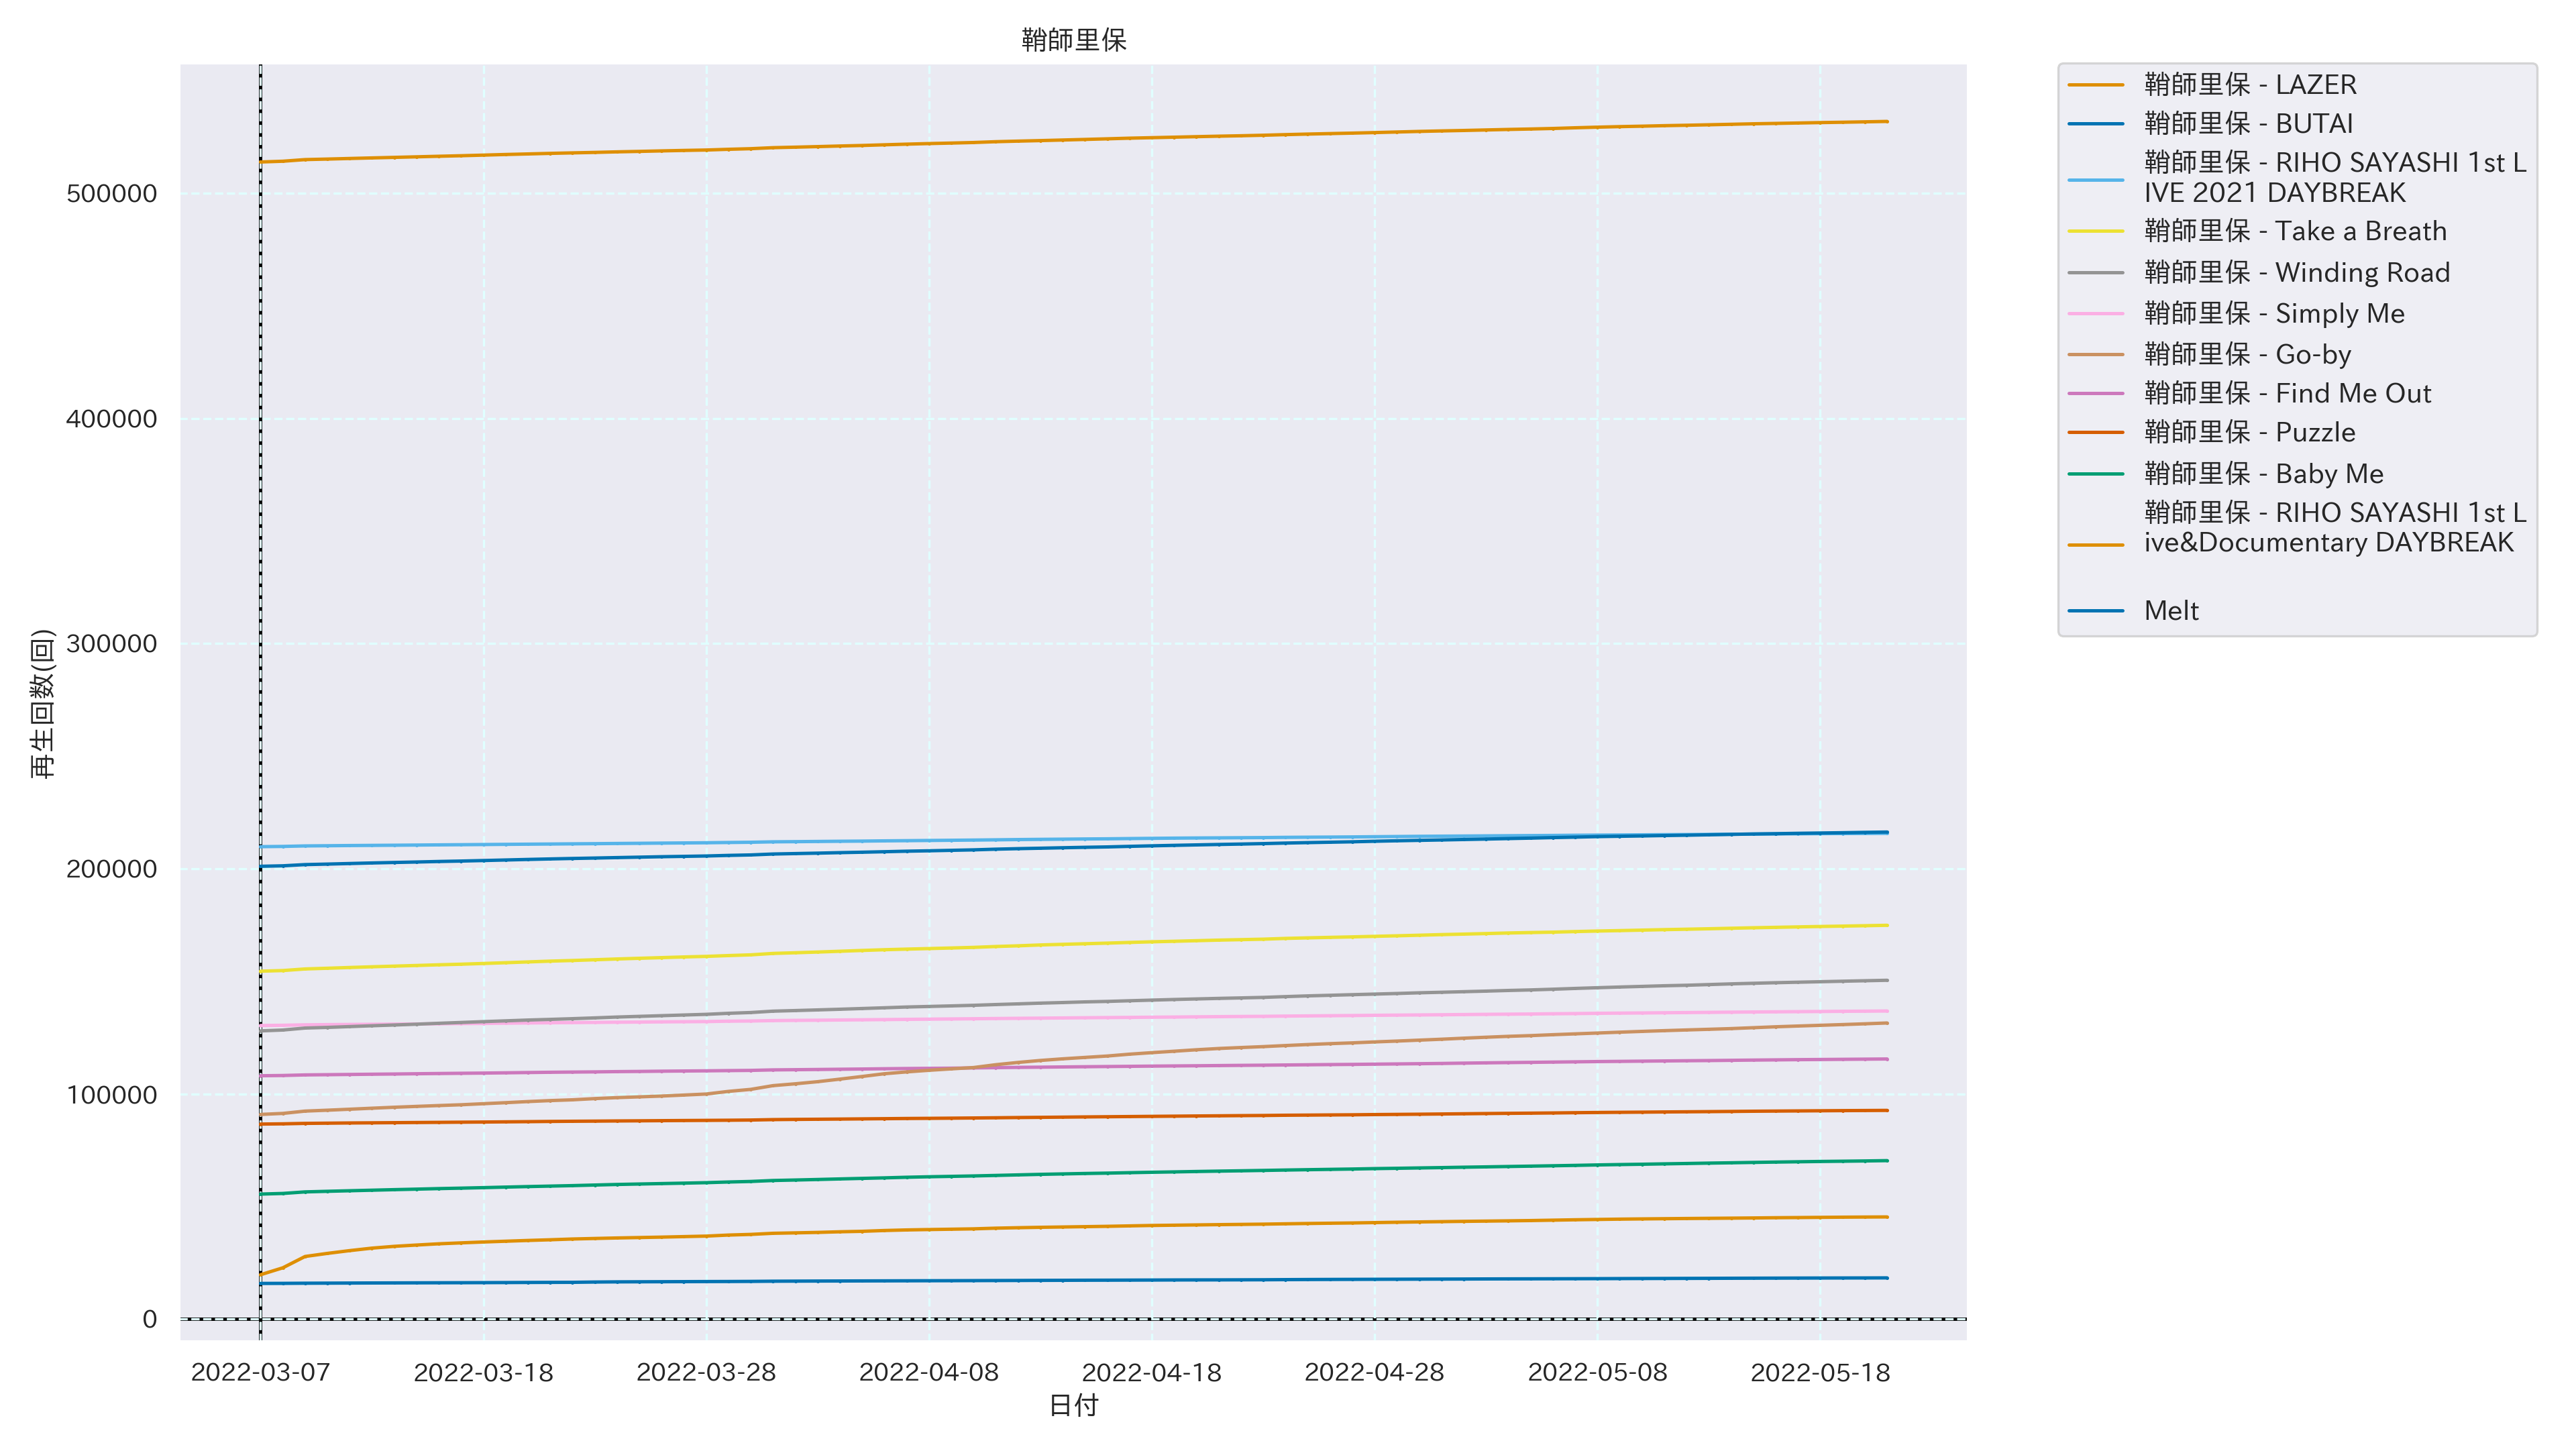 鞘師里保
再生回数(回)
500000
400000
300000
200000
100000
0
2022-03-07
2022-03-18
2022-03-28
2022-04-08
2022-04-18
2022-04-28
2022-05-08
2022-05-18
日付
鞘師里保 - LAZER
鞘師里保 - BUTAI
鞘師里保 - RIHO SAYASHI 1st L
IVE 2021 DAYBREAK
鞘師里保 - Take a Breath
鞘師里保 - Winding Road
鞘師里保 - Simply Me
鞘師里保 - Go-by
鞘師里保 - Find Me Out
鞘師里保 - Puzzle
鞘師里保 - Baby Me
鞘師里保 - RIHO SAYASHI 1st L
ive&Documentary DAYBREAK
Melt